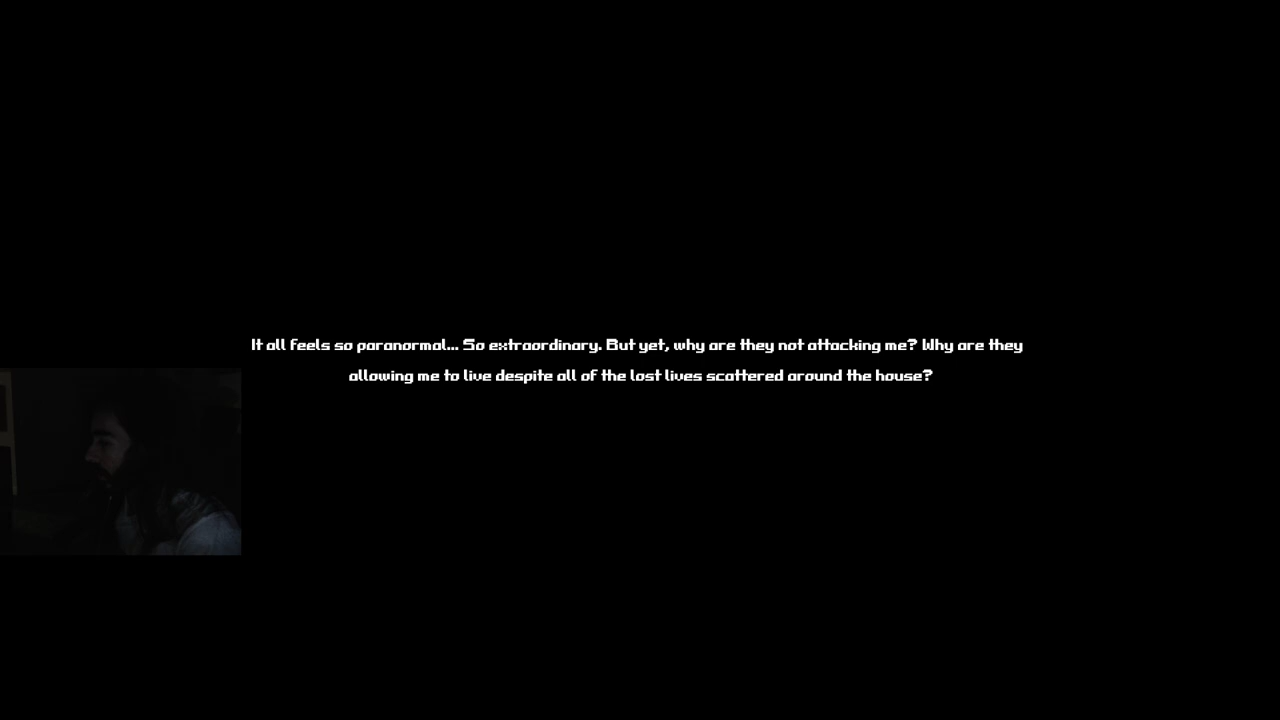 It all feels so paranormal... So extraordinary. But yet, why are they not attacking me? Why are they
allowing me to live despite all of the lost lives scattered around the house?